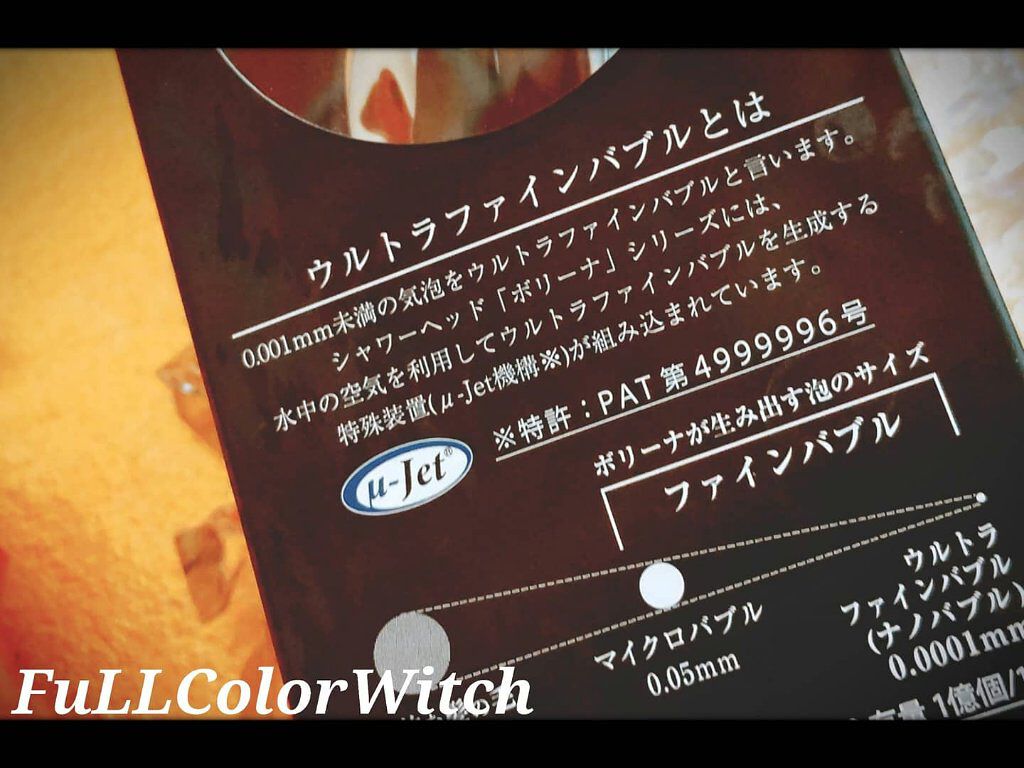 ウルトラファインバブルとは
0.001mm未満の気泡をウルトラファインバブルと言います。
シャワーヘッド「ボリーナ」シリーズには、
水中の空気を利用してウルトラファインバブルを生成する
特殊装置(μ-Jet機構※)が組み込まれています。
※特許：PAT 第4999996号
μ-Jet®
ボリーナが生み出す泡のサイズ
ファインバブル
マイクロバブル
0.05mm
ウルトラ
ファインバブル
(ナノバブル)
0.0001mm
1億個/1
FuLLColorWitch